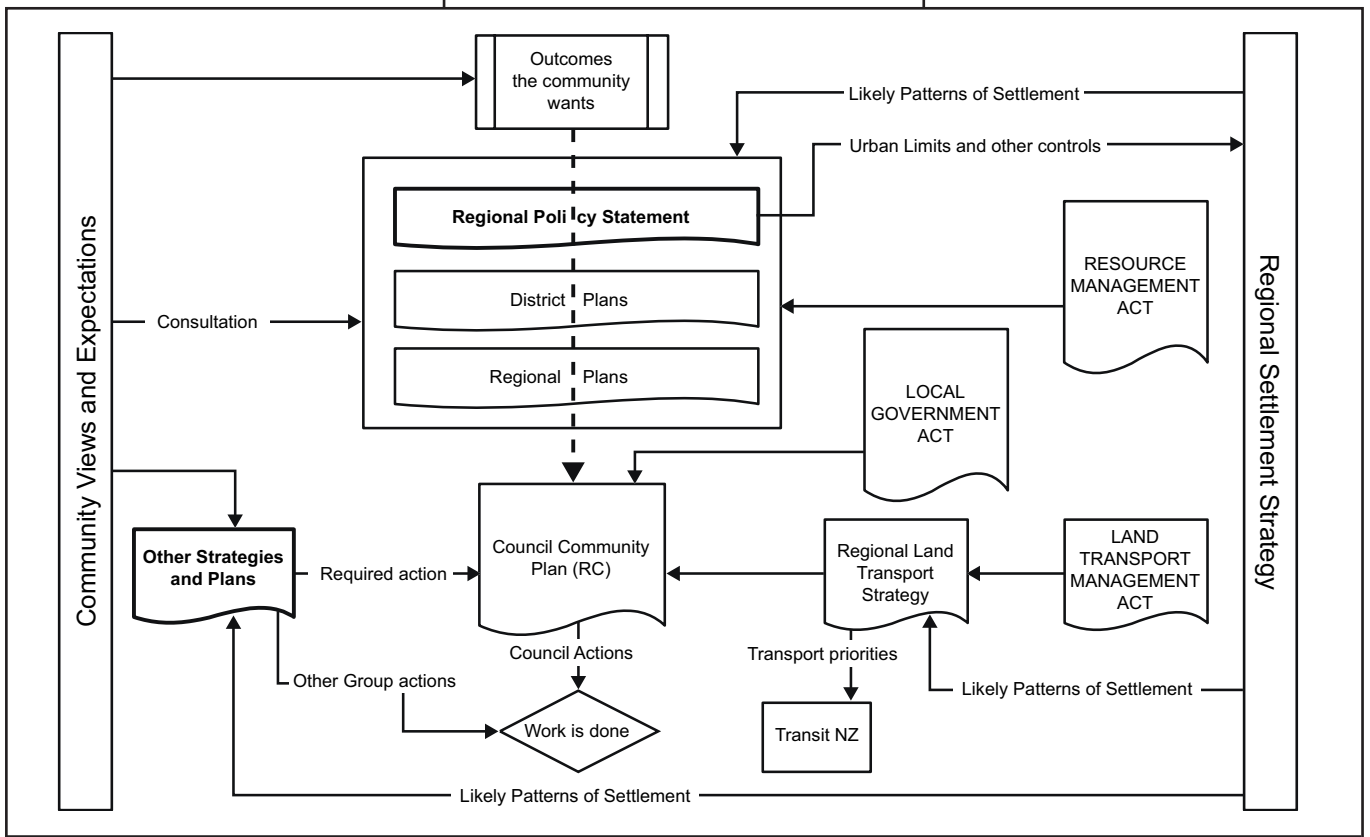 Community Views and Expectations
Outcomes
the community
wants
Likely Patterns of Settlement
Urban Limits and other controls
Regional Policy Statement
District Plans
Regional Plans
Consultation
RESOURCE
MANAGEMENT
ACT
LOCAL
GOVERNMENT
ACT
Regional Settlement Strategy
Other Strategies
and Plans
Required action
Council Community
Plan (RC)
Regional Land
Transport
Strategy
LAND
TRANSPORT
MANAGEMENT
ACT
Council Actions
Transport priorities
Other Group actions
Likely Patterns of Settlement
Work is done
Transit NZ
Likely Patterns of Settlement